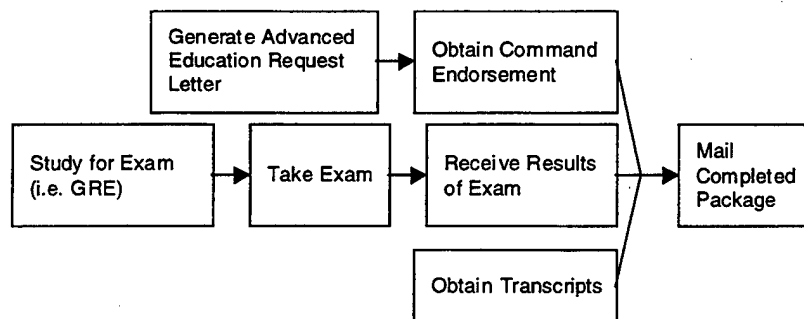 Generate Advanced
Education Request
Letter
Obtain Command
Endorsement
Study for Exam
(i.e. GRE)
Take Exam
Receive Results
of Exam
Mail
Completed
Package
Obtain Transcripts